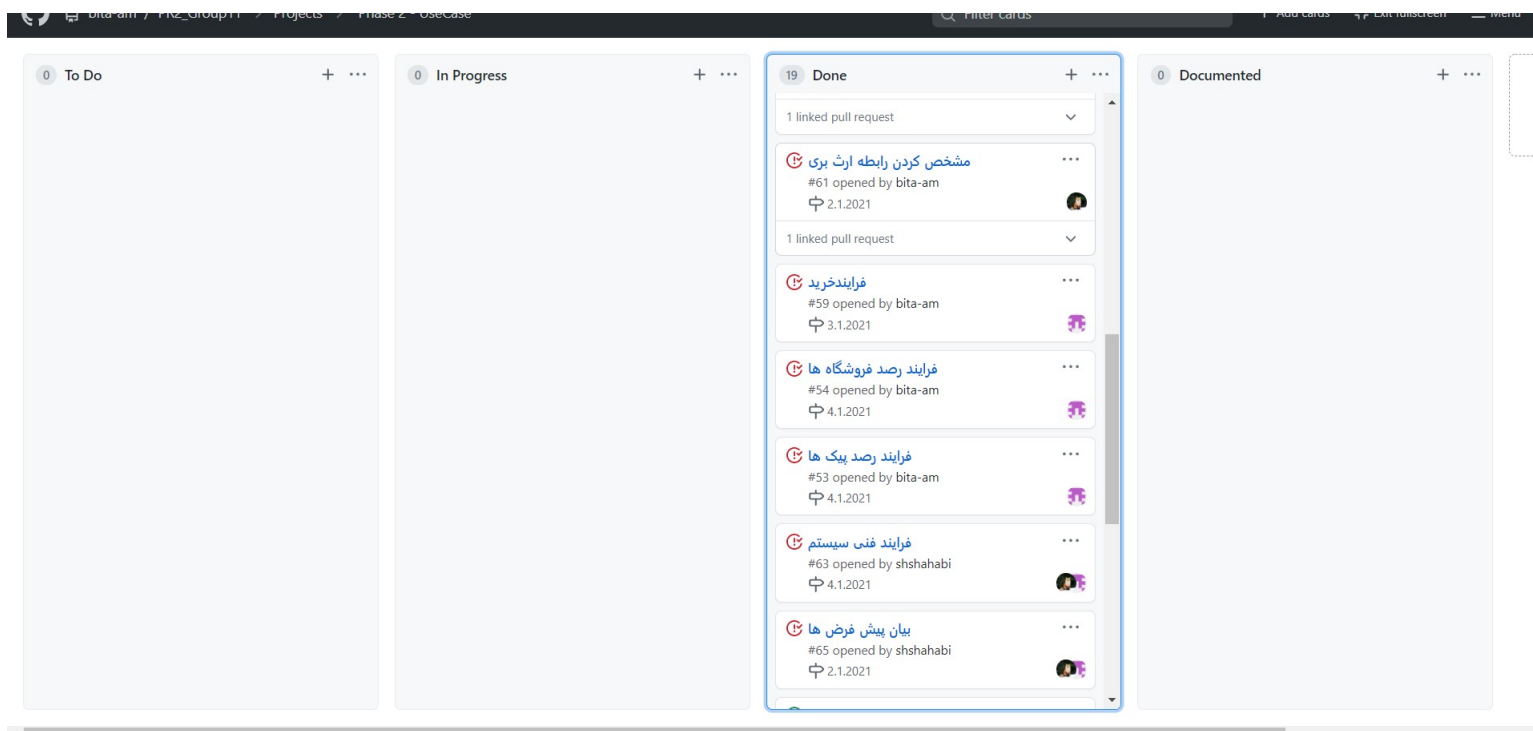 bita-am / PR2_Group11 > Projects > Phase 2 - UseCase
Filter cards
+ Add cards
Exit fullscreen
Menu
0 To Do
0 In Progress
19 Done
0 Documented
1 linked pull request
مشخص کردن رابطه ارث بری
#61 opened by bita-am
2.1.2021
1 linked pull request
فرایندخرید
#59 opened by bita-am
3.1.2021
فرایند رصد فروشگاه ها
#54 opened by bita-am
4.1.2021
فرایند رصد پیک ها
#53 opened by bita-am
4.1.2021
فرایند فنی سیستم
#63 opened by shshahabi
4.1.2021
بیان پیش فرض ها
#65 opened by shshahabi
2.1.2021